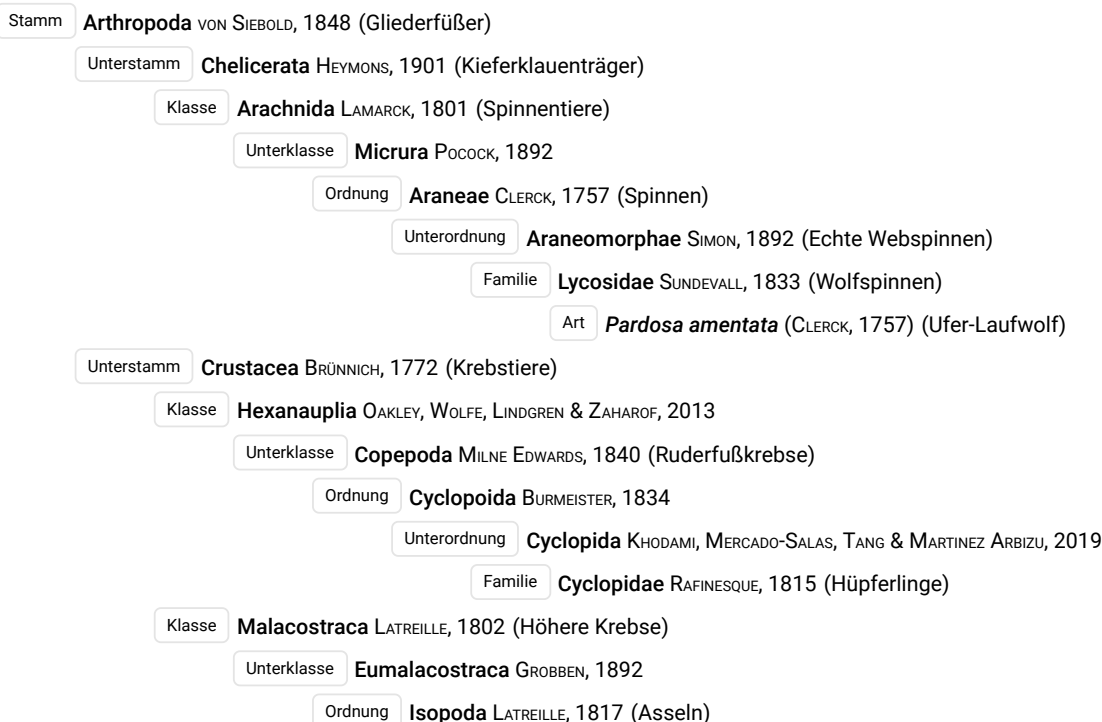 Stamm Arthropoda von Siebold, 1848 (Gliederfüßer)
Unterstamm Chelicerata Heymons, 1901 (Kieferklauenträger)
Klasse Arachnida Lamarck, 1801 (Spinnentiere)
Unterklasse Micrura Pocock, 1892
Ordnung Araneae Clerck, 1757 (Spinnen)
Unterordnung Araneomorphae Simon, 1892 (Echte Webspinnen)
Familie Lycosidae Sundevall, 1833 (Wolfspinnen)
Art Pardosa amentata (Clerck, 1757) (Ufer-Laufwolf)
Unterstamm Crustacea Brünnich, 1772 (Krebstiere)
Klasse Hexanauplia Oakley, Wolfe, Lindgren & Zaharof, 2013
Unterklasse Copepoda Milne Edwards, 1840 (Ruderfußkrebse)
Ordnung Cyclopoida Burmeister, 1834
Unterordnung Cyclopida Khodami, Mercado-Salas, Tang & Martinez Arbizu, 2019
Familie Cyclopidae Rafinesque, 1815 (Hüpferlinge)
Klasse Malacostraca Latreille, 1802 (Höhere Krebse)
Unterklasse Eumalacostraca Grobben, 1892
Ordnung Isopoda Latreille, 1817 (Asseln)